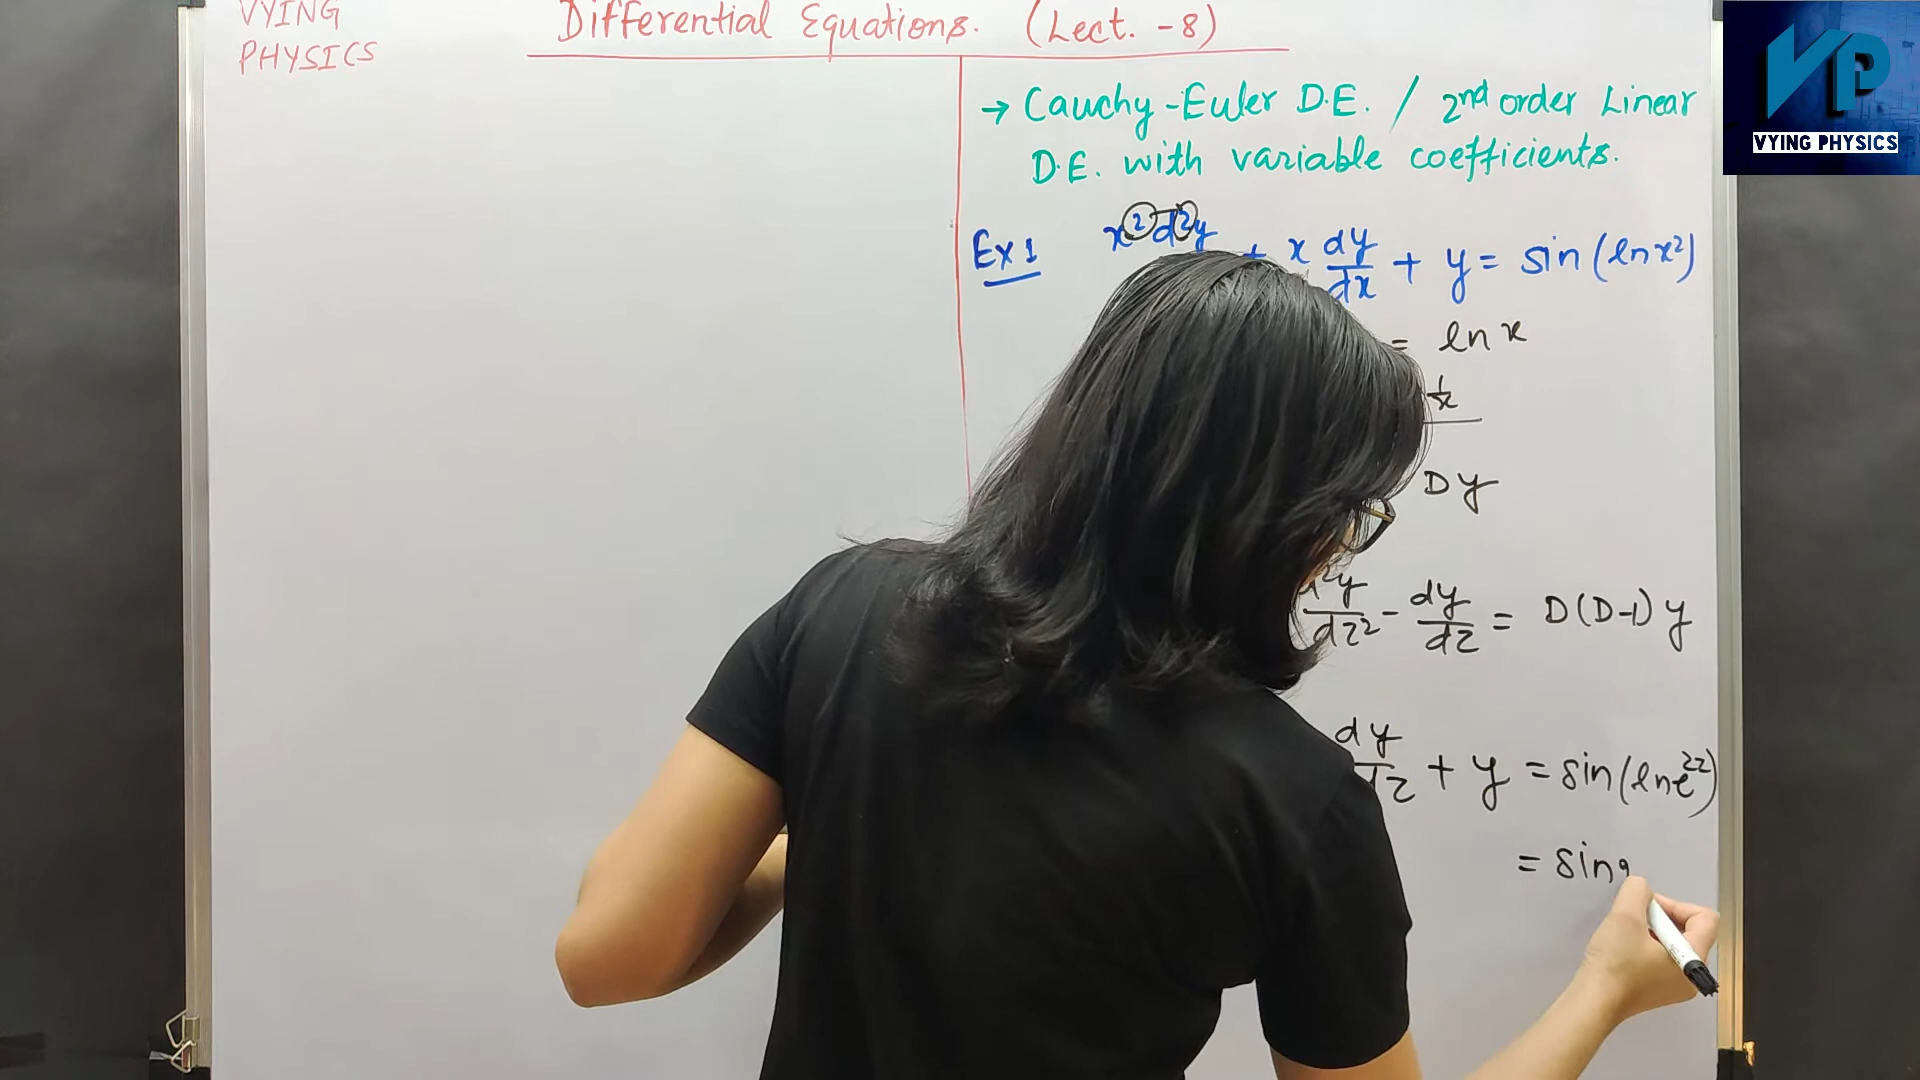 VYING
PHYSICS
Differential Equations. (Lect. -8)
VP
VYING PHYSICS
→ Cauchy-Euler D.E. / 2nd order Linear
D.E. with variable coefficients.
Ex 1 x² d²y + x dy/dx + y = sin (ln x²)
= ln x
1/x
Dy
d²y/dz² - dy/dz = D(D-1)y
dy/dz + y = sin(ln e^2z)
= sin